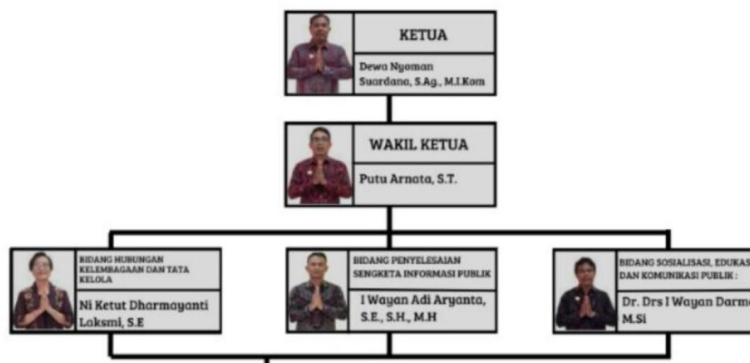 KETUA
Dewa Nyoman
Suardana, S.Ag., M.I.Kom
WAKIL KETUA
Putu Arnata, S.T.
BIDANG HUBUNGAN
KELEMBAGAAN DAN TATA
KELOLA
Ni Ketut Dharmayanti
Laksmi, S.E
BIDANG PENYELESAIAN
SENGKETA INFORMASI PUBLIK
I Wayan Adi Aryanta,
S.E., S.H., M.H
BIDANG SOSIALISASI, EDUKAS
DAN KOMUNIKASI PUBLIK :
Dr. Drs I Wayan Darma
M.Si